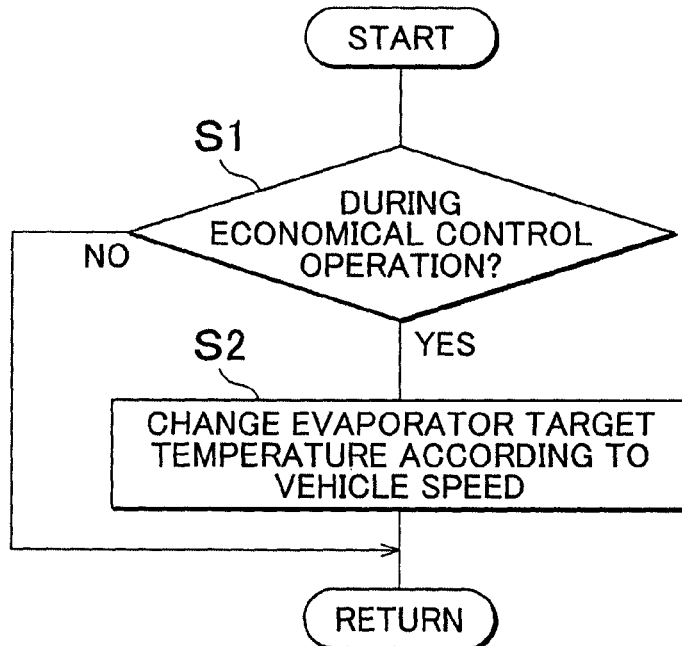 START
S1
DURING
ECONOMICAL CONTROL
OPERATION?
NO
YES
S2
CHANGE EVAPORATOR TARGET
TEMPERATURE ACCORDING TO
VEHICLE SPEED
RETURN